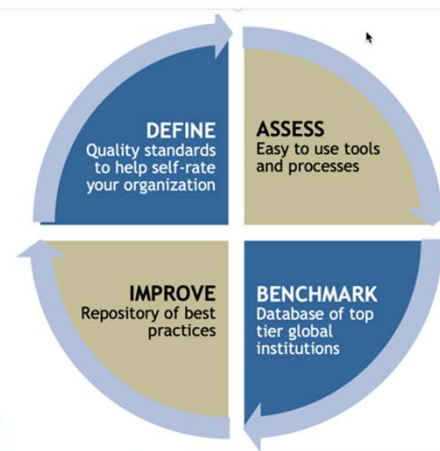 DEFINE
Quality standards
to help self-rate
your organization
ASSESS
Easy to use tools
and processes
BENCHMARK
Database of top
tier global
institutions
IMPROVE
Repository of best
practices